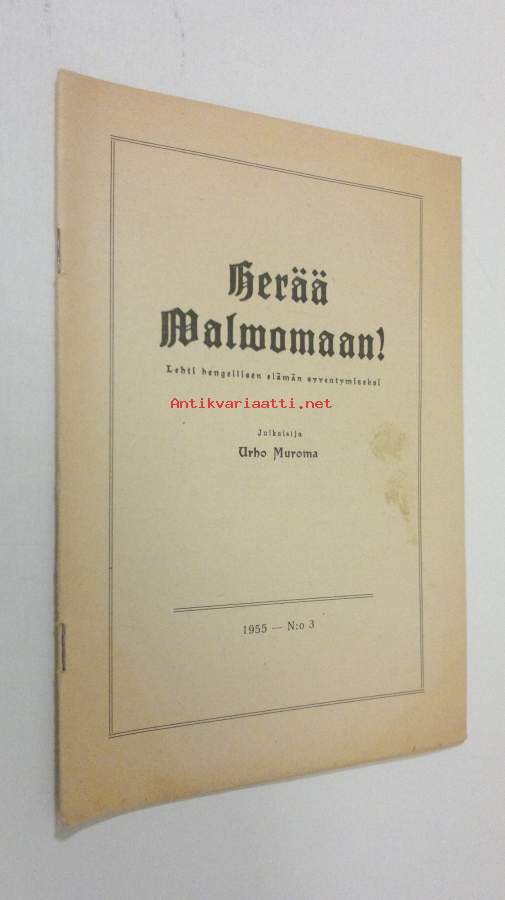 Herää
Walwomaan!
Lehti hengellisen elämän syventymiseksi
Antikvariaatti.net
Julkaisija
Urho Muroma
1955 — N:o 3